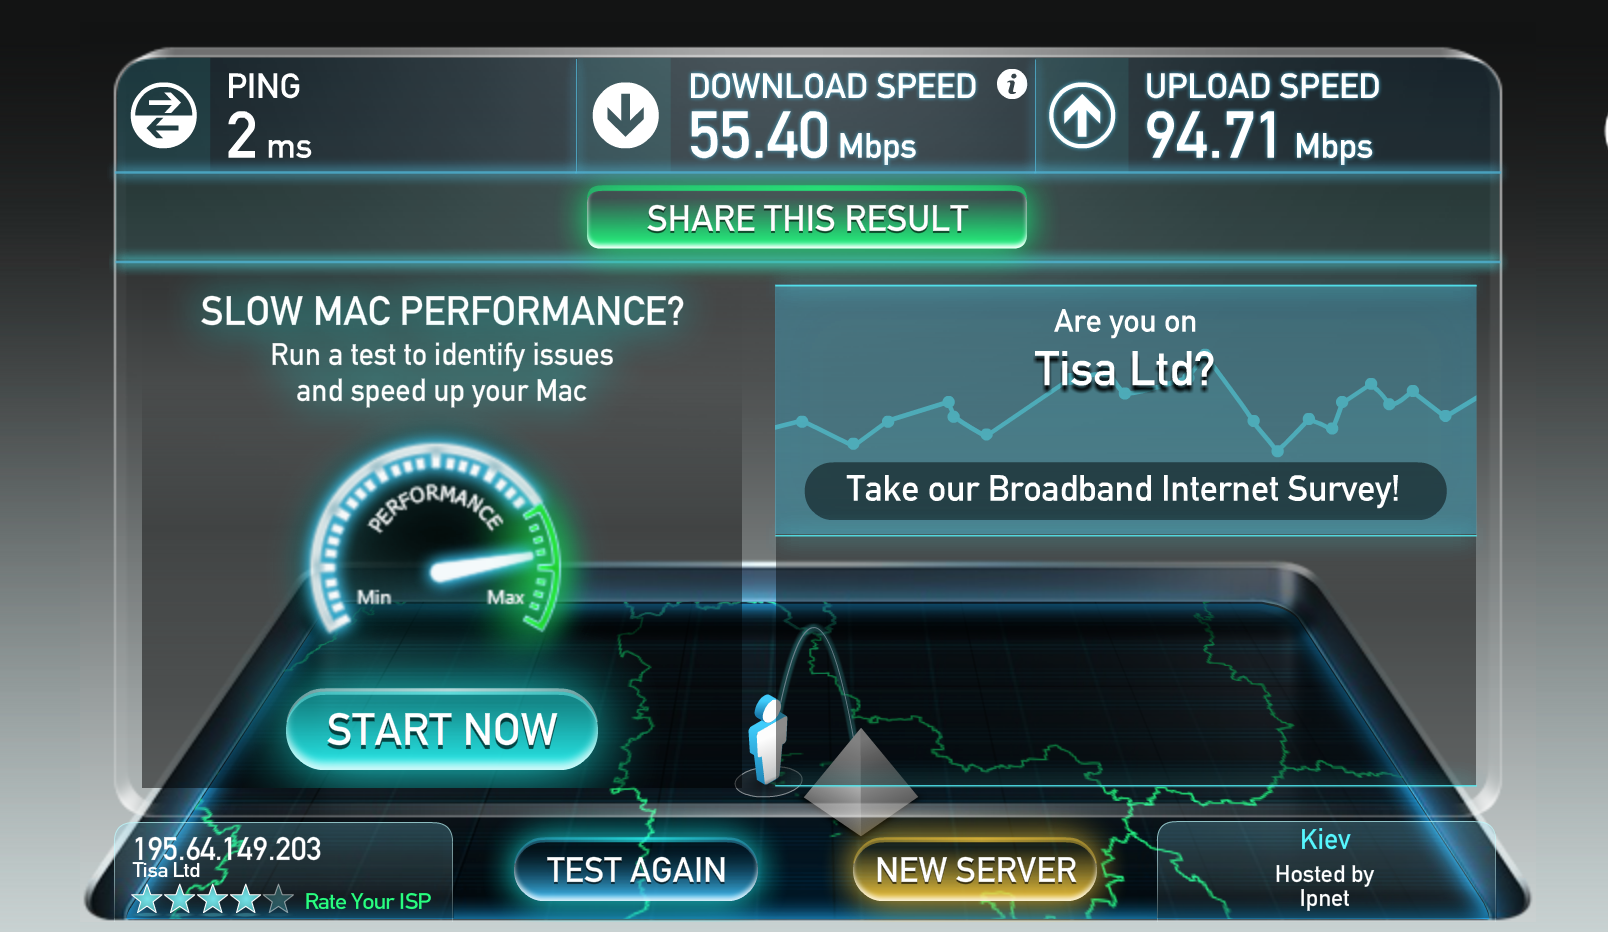 PING
2 ms
DOWNLOAD SPEED
55.40 Mbps
UPLOAD SPEED
94.71 Mbps
SHARE THIS RESULT
SLOW MAC PERFORMANCE?
Run a test to identify issues
and speed up your Mac
PERFORMANCE
Min
Max
START NOW
Are you on
Tisa Ltd?
Take our Broadband Internet Survey!
195.64.149.203
Tisa Ltd
Rate Your ISP
TEST AGAIN
NEW SERVER
Kiev
Hosted by
Ipnet